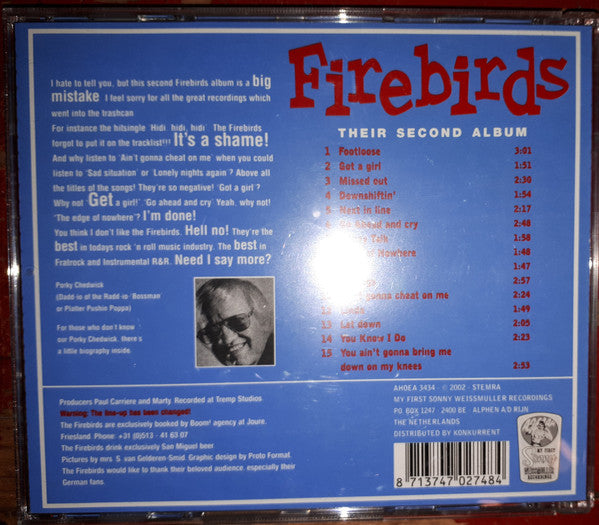 I hate to tell you, but this second Firebirds album is a big
mistake I feel sorry for all the great recordings which
went into the trashcan
For instance the hitsingle 'Hidi, hidi, hidi' The Firebirds
forgot to put it on the tracklist!!! It's a shame!
And why listen to 'Ain't gonna cheat on me' when you could
listen to 'Sad situation' or 'Lonely nights again'? Above all
the titles of the songs! They're so negative! 'Got a girl'?
Why not 'Get a girl!' 'Go ahead and cry' Yeah, why not!
'The edge of nowhere'? I'm done!
You think I don't like the Firebirds. Hell no! They're the
best in todays rock 'n roll music industry. The best in
Fratrock and Instrumental R&R. Need I say more?
Porky Chedwick
(Dadd-io of the Radd-io 'Bossman'
or Platter Pushin Poppa)
For those who don't know
our Porky Chedwick, there's
a little biography inside.
Firebirds
THEIR SECOND ALBUM
1 Footloose 3:01
2 Got a girl 1:51
3 Missed out 2:30
4 Downshiftin' 1:54
5 Next in line 2:17
6 Go Ahead and cry 2:48
Talk 1:58
of Nowhere 1:48
1:47
2:57
gonna cheat on me 2:24
12 1:49
13 Let down 2:05
14 You Know I Do 2:23
15 You ain't gonna bring me
down on my knees 2:53
Producers Paul Carriere and Marty. Recorded at Tremp Studios
Warning: The line-up has been changed!
The Firebirds are exclusively booked by Boom! agency at Joure.
Friesland. Phone: +31 (0)513 - 41 63 07
The Firebirds drink exclusively San Miguel beer.
Pictures by mrs. S. van Gelderen-Smid. Graphic design by Proto Format.
The Firebirds would like to thank their beloved audience, especially their
German fans.
AHOEA 3434 - © 2002 - STEMRA
MY FIRST SONNY WEISSMULLER RECORDINGS
P.O. BOX 1247 - 2400 BE - ALPHEN A.D RIJN
THE NETHERLANDS
DISTRIBUTED BY KONKURRENT
8 713747 027484
MY FIRST
Sonny
WEISSMULLER
RECORDINGS